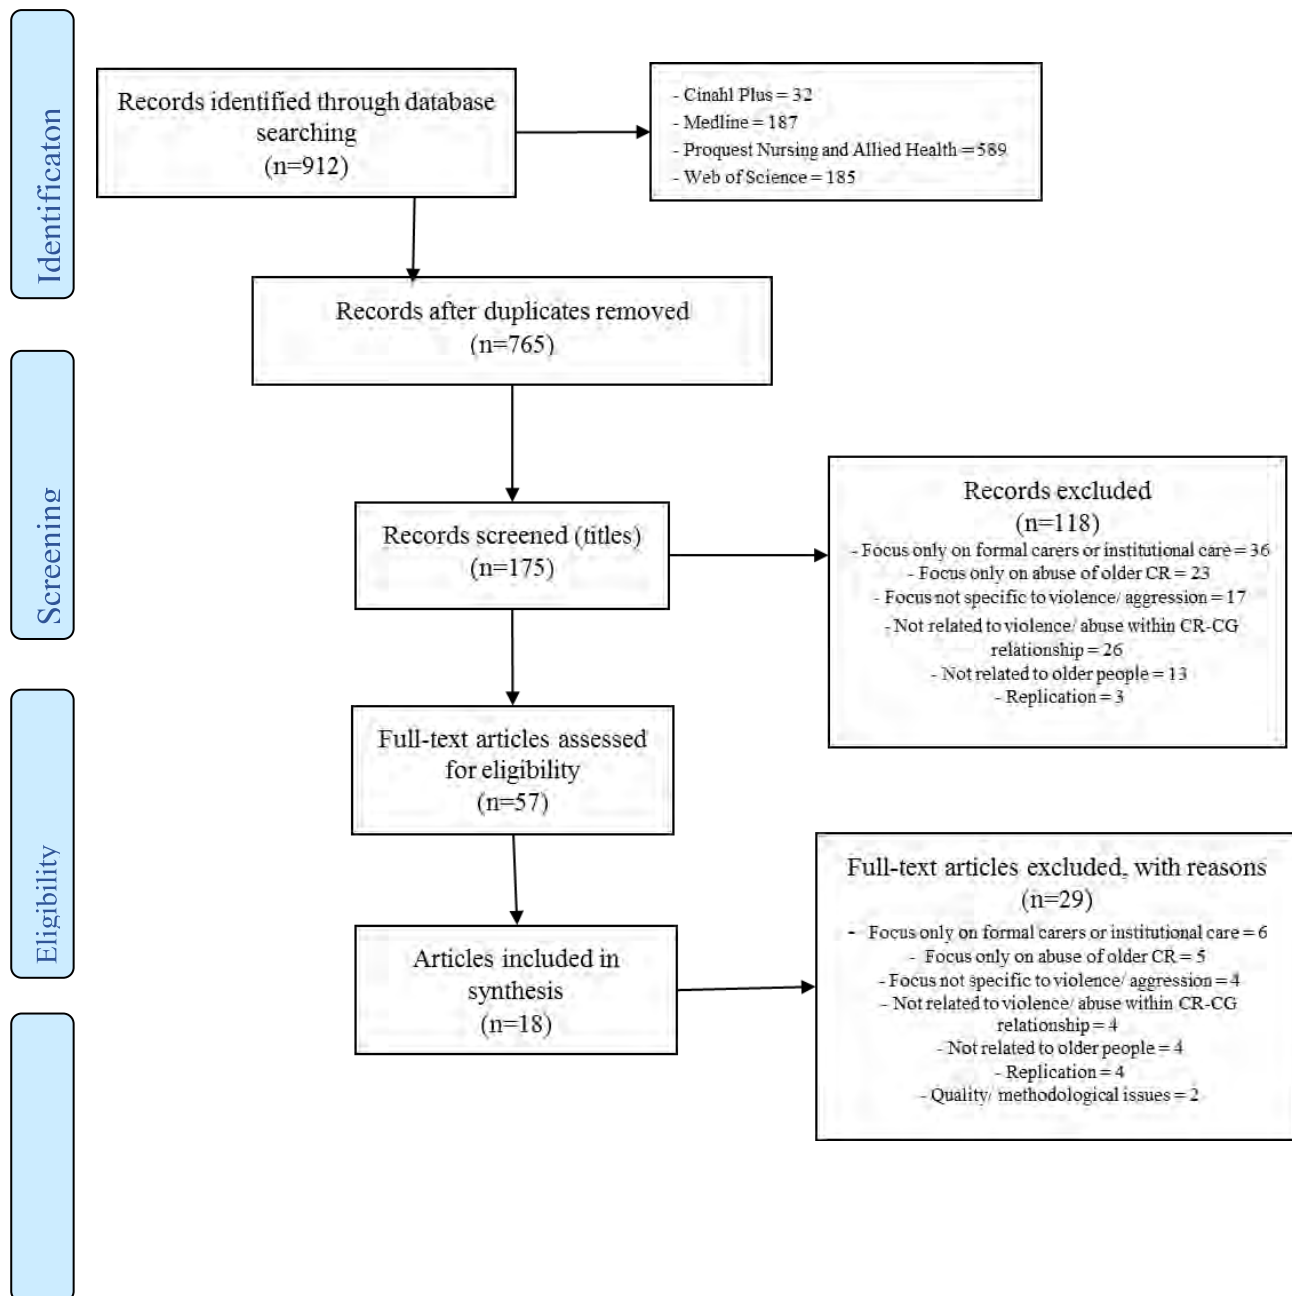 Identificaton
Records identified through database
searching
(n=912)
- Cinahl Plus = 32
- Medline = 187
- Proquest Nursing and Allied Health = 589
- Web of Science = 185
Records after duplicates removed
(n=765)
Screening
Records screened (titles)
(n=175)
Records excluded
(n=118)
- Focus only on formal carers or institutional care = 36
- Focus only on abuse of older CR = 23
- Focus not specific to violence/ aggression = 17
- Not related to violence/ abuse within CR-CG
relationship = 26
- Not related to older people = 13
- Replication = 3
Eligibility
Full-text articles assessed
for eligibility
(n=57)
Full-text articles excluded, with reasons
(n=29)
- Focus only on formal carers or institutional care = 6
- Focus only on abuse of older CR = 5
- Focus not specific to violence/ aggression = 4
- Not related to violence/ abuse within CR-CG
relationship = 4
- Not related to older people = 4
- Replication = 4
- Quality/ methodological issues = 2
Articles included in
synthesis
(n=18)